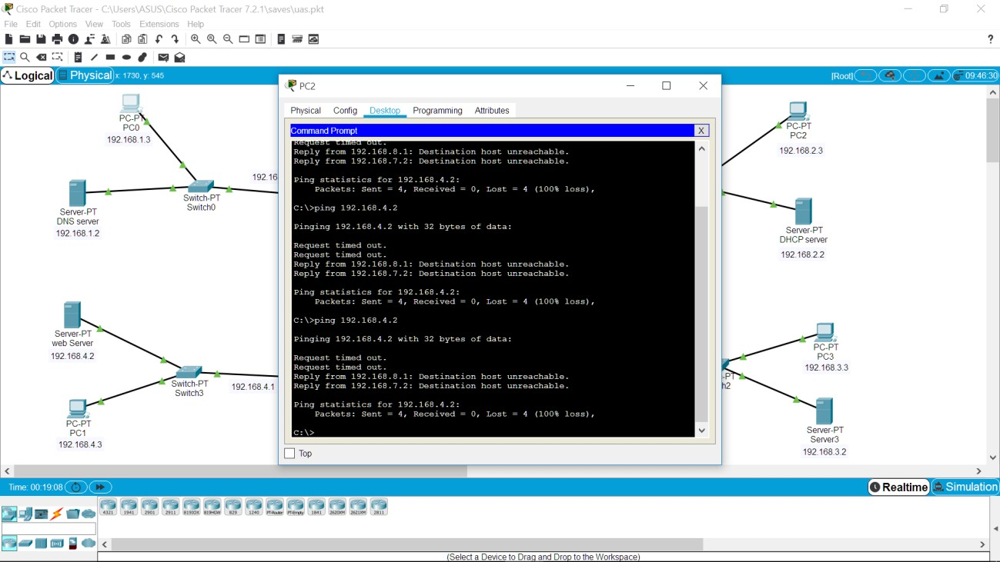 Cisco Packet Tracer - C:\Users\ASUS\Cisco Packet Tracer 7.2.1\saves\uas.pkt
File Edit Options View Tools Extensions Help
?
Logical Physical x: 1730, y: 545
[Root] 09:46:30
PC-PT
PC0
192.168.1.3
192.16
Switch-PT
Switch0
Server-PT
DNS server
192.168.1.2
Server-PT
web Server
192.168.4.2
Switch-PT
Switch3
192.168.4.1
PC-PT
PC1
192.168.4.3
PC2
Physical Config Desktop Programming Attributes
Command Prompt X
Request timed out.
Reply from 192.168.8.1: Destination host unreachable.
Reply from 192.168.7.2: Destination host unreachable.
Ping statistics for 192.168.4.2:
Packets: Sent = 4, Received = 0, Lost = 4 (100% loss),
C:\>ping 192.168.4.2
Pinging 192.168.4.2 with 32 bytes of data:
Request timed out.
Request timed out.
Reply from 192.168.8.1: Destination host unreachable.
Reply from 192.168.7.2: Destination host unreachable.
Ping statistics for 192.168.4.2:
Packets: Sent = 4, Received = 0, Lost = 4 (100% loss),
C:\>ping 192.168.4.2
Pinging 192.168.4.2 with 32 bytes of data:
Request timed out.
Request timed out.
Reply from 192.168.8.1: Destination host unreachable.
Reply from 192.168.7.2: Destination host unreachable.
Ping statistics for 192.168.4.2:
Packets: Sent = 4, Received = 0, Lost = 4 (100% loss),
C:\>
Top
PC-PT
PC2
192.168.2.3
Server-PT
DHCP server
192.168.2.2
PC-PT
PC3
192.168.3.3
-PT
h2
Server-PT
Server3
192.168.3.2
Time: 00:19:08
Realtime Simulation
4321 1941 2901 2911 819IOX 819HGW 829 1240 PT-Router PT-Empty 1841 2620XM 2621XM 2811
(Select a Device to Drag and Drop to the Workspace)